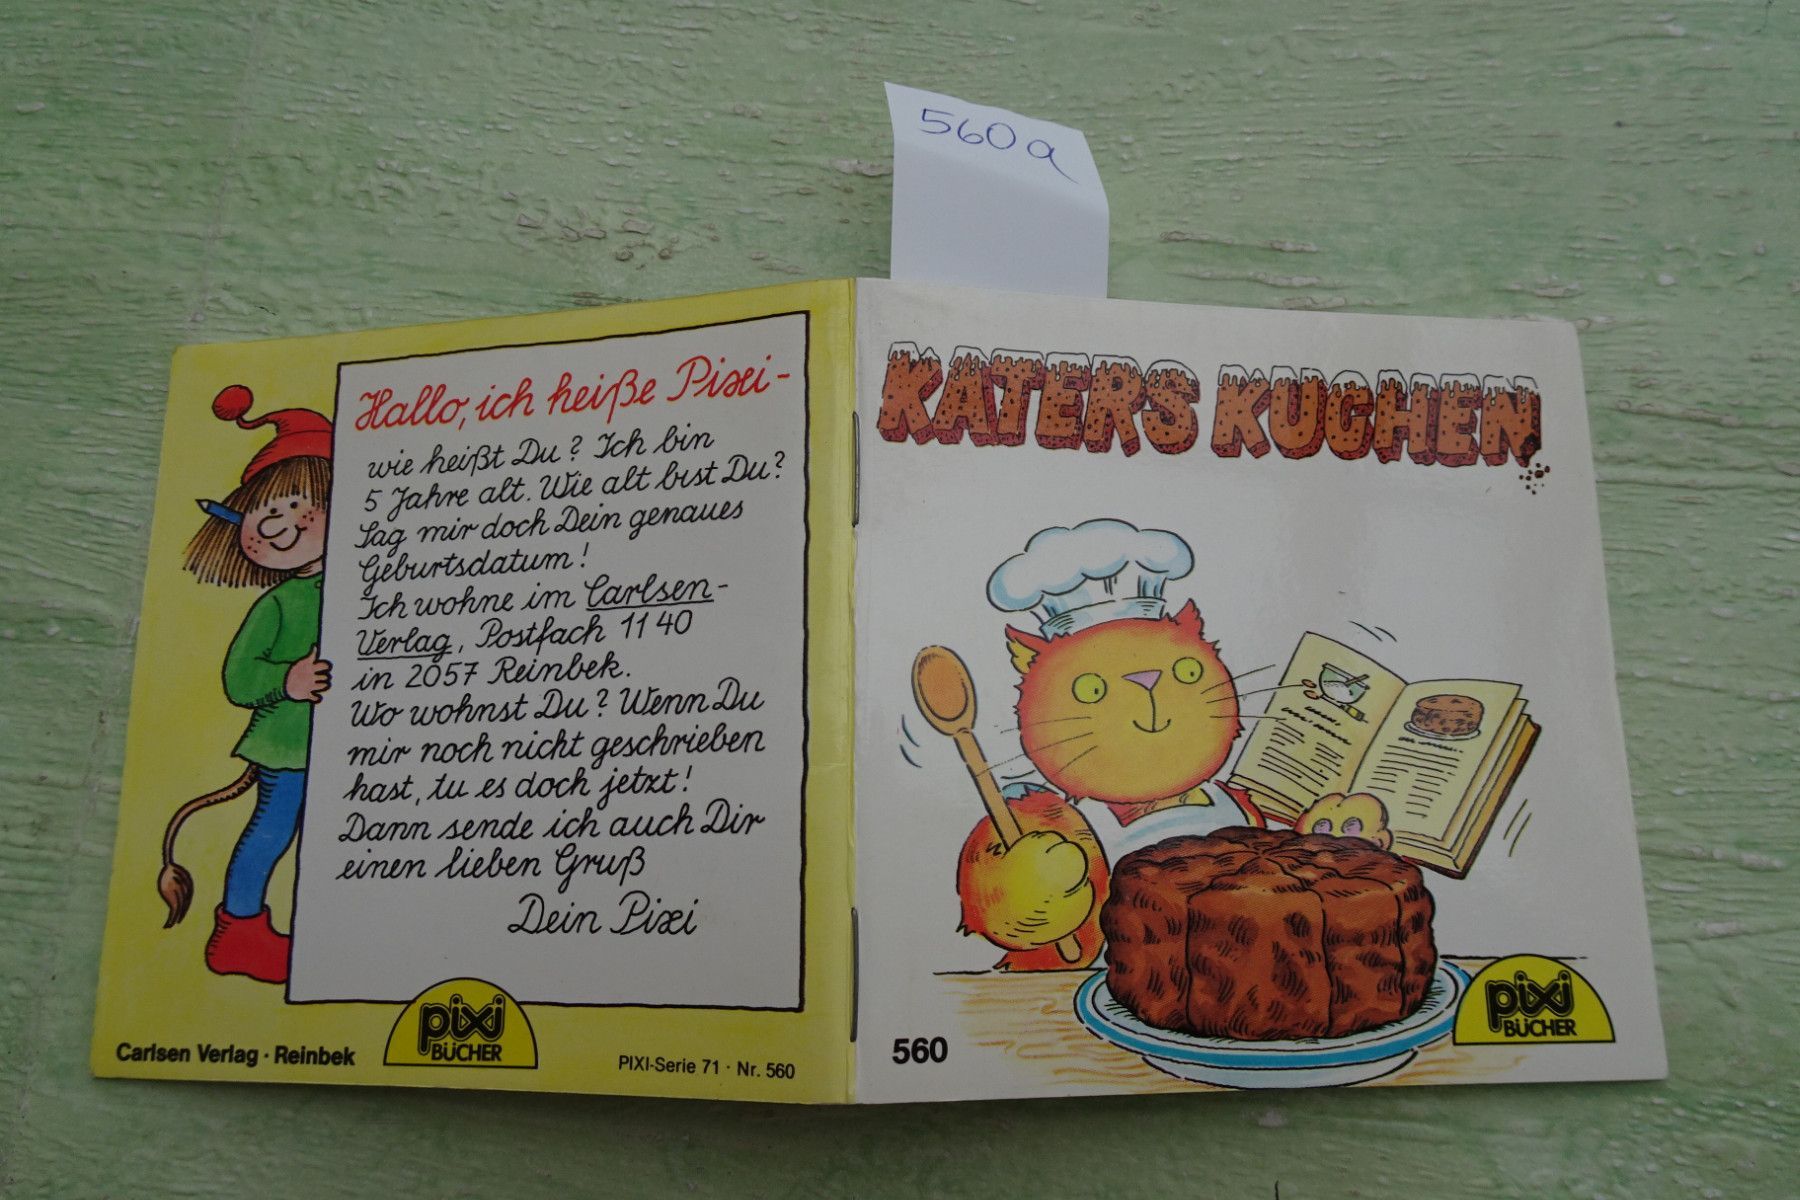 560a
Hallo, ich heiße Pixi-
wie heißt Du? Ich bin
5 Jahre alt. Wie alt bist Du?
Sag mir doch Dein genaues
Geburtsdatum!
Ich wohne im Carlsen-
Verlag, Postfach 11 40
in 2057 Reinbek.
Wo wohnst Du? Wenn Du
mir noch nicht geschrieben
hast, tu es doch jetzt!
Dann sende ich auch Dir
einen lieben Gruß
Dein Pixi
pixi
BÜCHER
Carlsen Verlag · Reinbek
PIXI-Serie 71 · Nr. 560
KATERS KUCHEN
560
pixi
BÜCHER